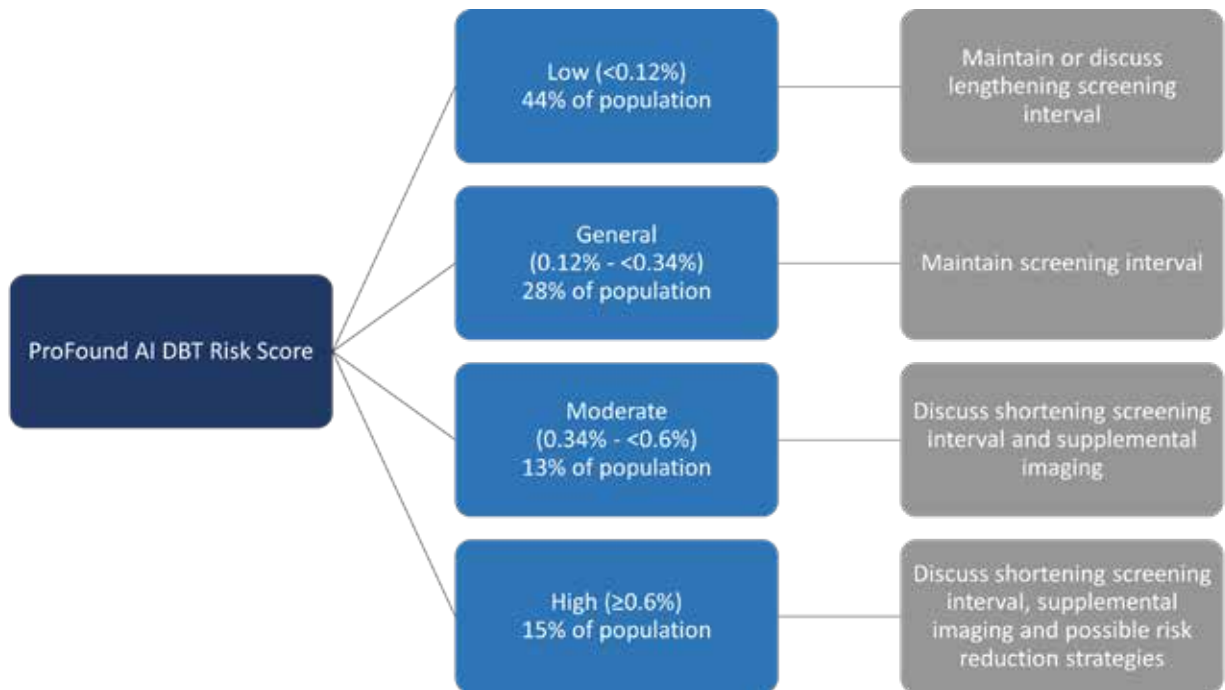 Low (<0.12%)
44% of population
Maintain or discuss
lengthening screening
interval
General
(0.12% - <0.34%)
28% of population
Maintain screening interval
ProFound AI DBT Risk Score
Moderate
(0.34% - <0.6%)
13% of population
Discuss shortening screening
interval and supplemental
imaging
High (≥0.6%)
15% of population
Discuss shortening screening
interval, supplemental
imaging and possible risk
reduction strategies